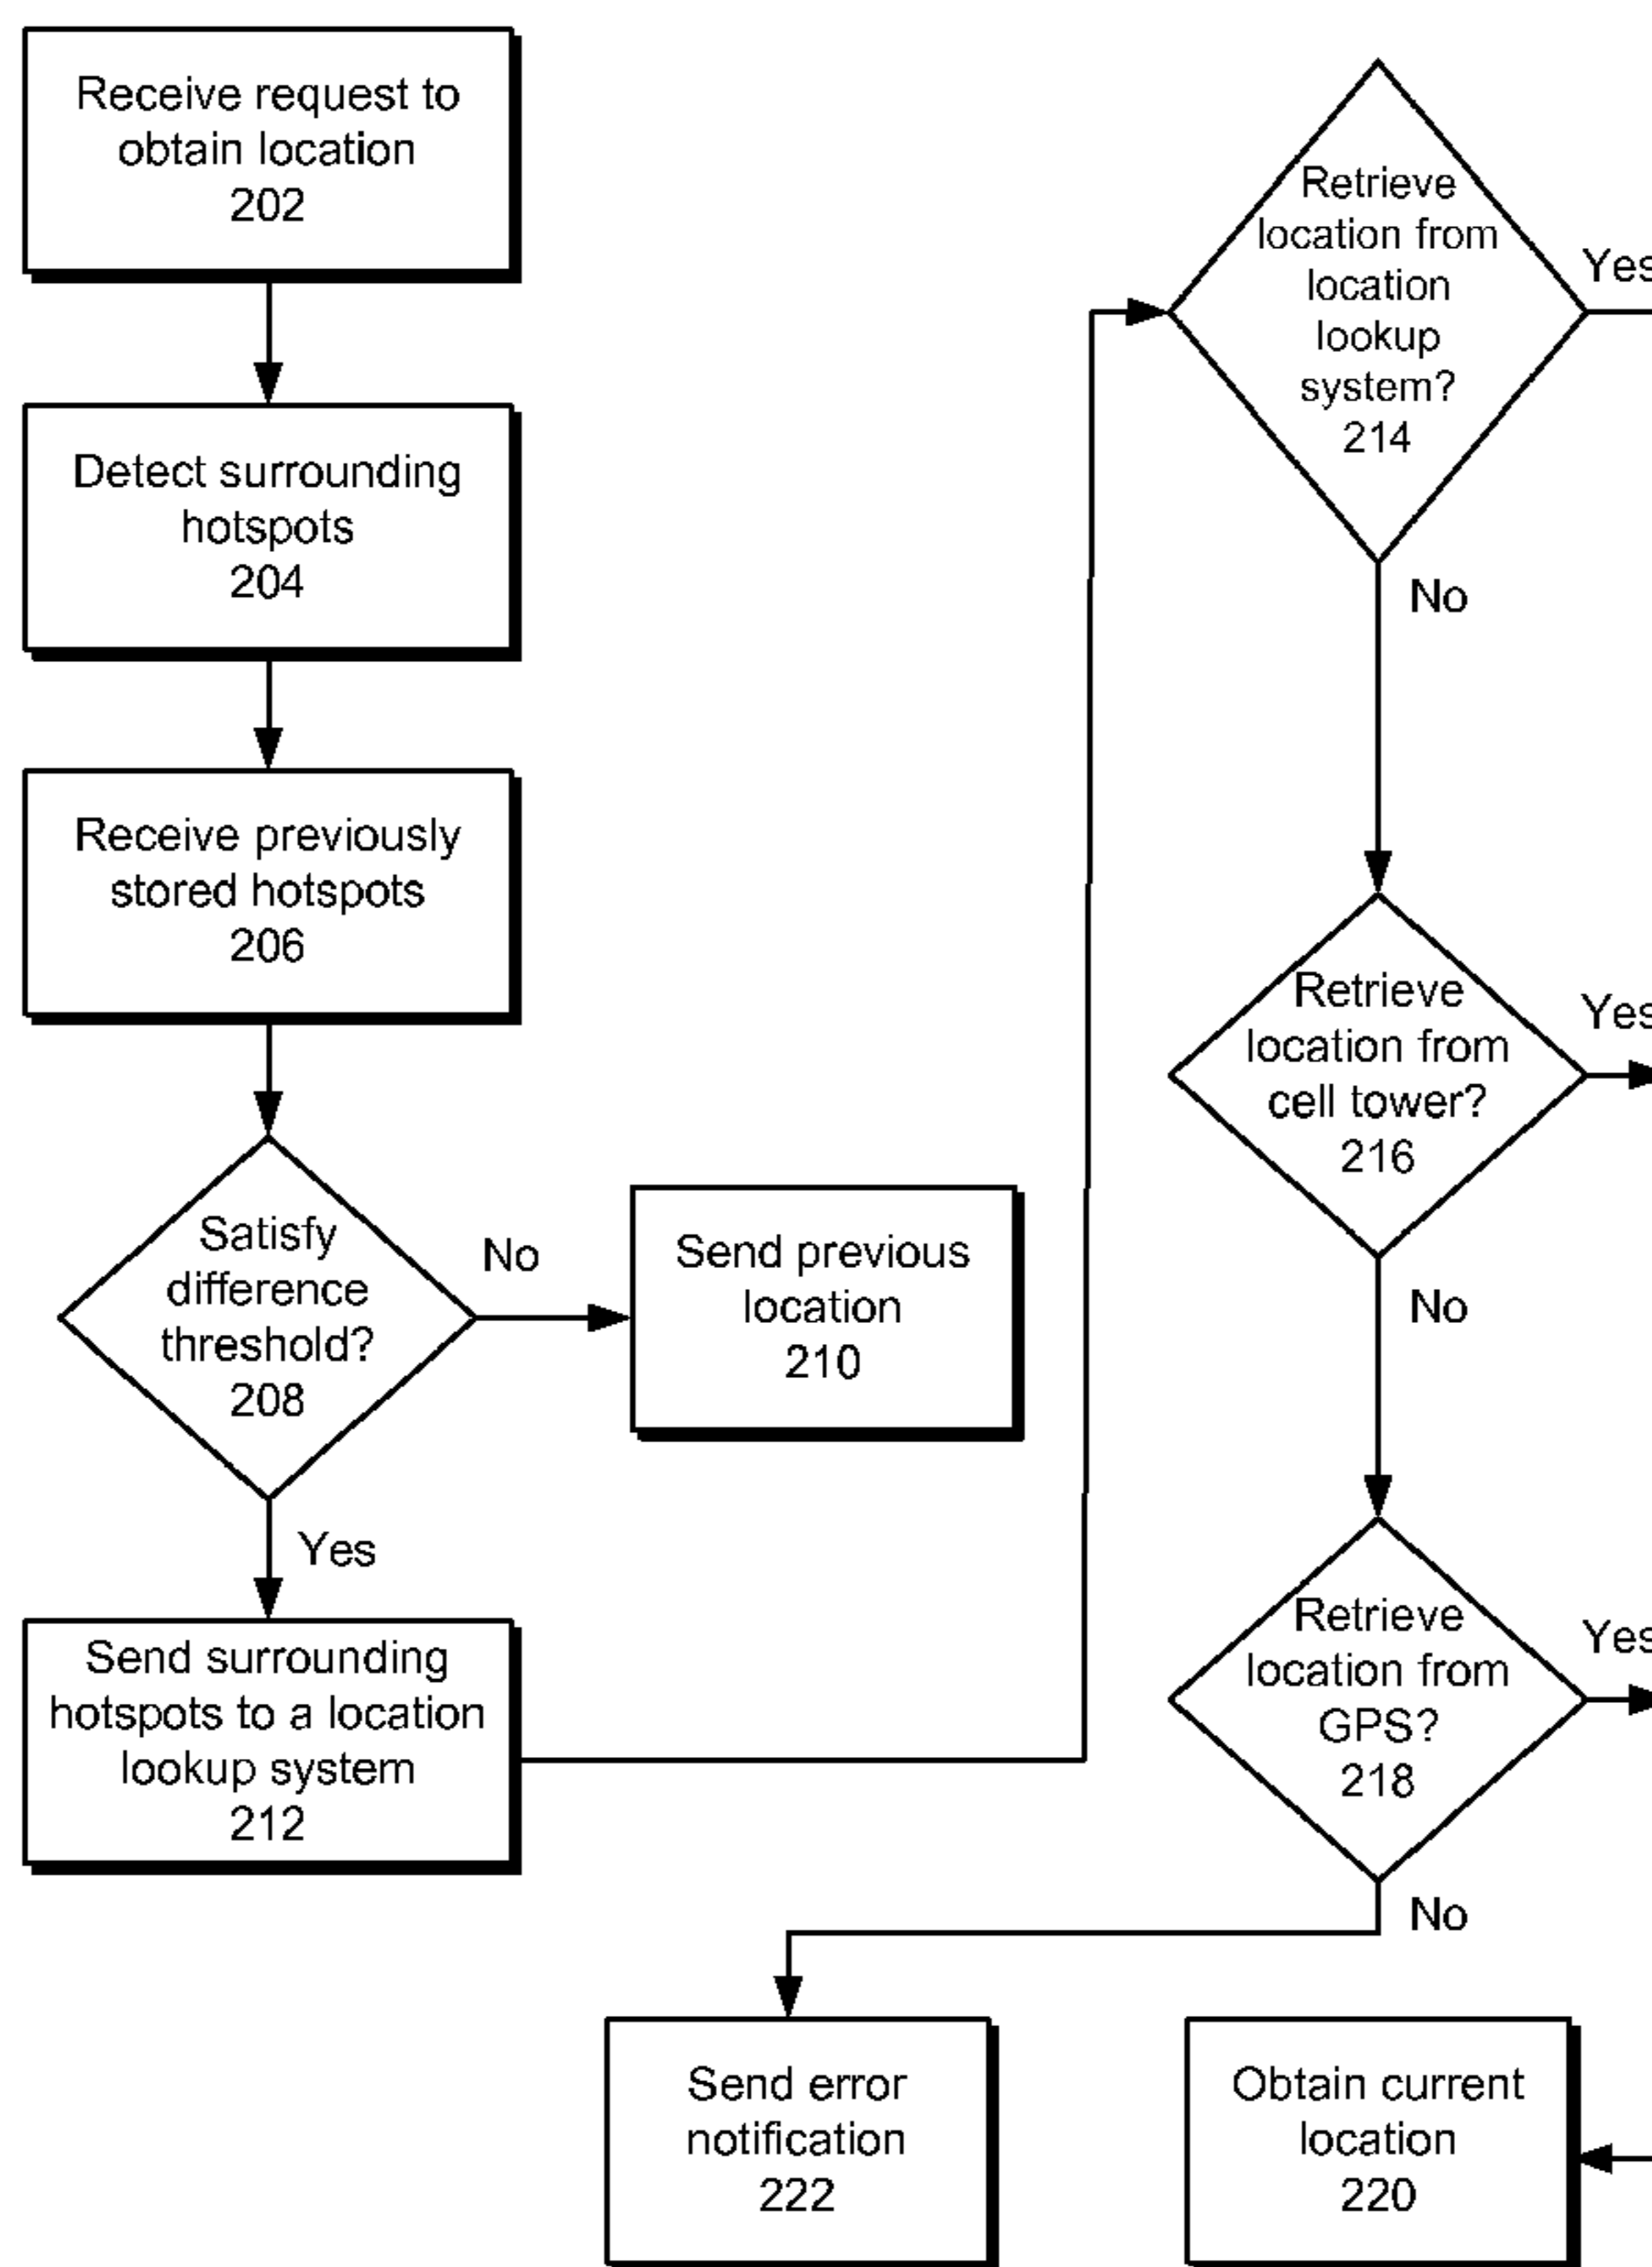 Receive request to
obtain location
202
Detect surrounding
hotspots
204
Receive previously
stored hotspots
206
Satisfy
difference
threshold?
208
No
Send previous
location
210
Yes
Send surrounding
hotspots to a location
lookup system
212
Retrieve
location from
location
lookup
system?
214
Yes
No
Retrieve
location from
cell tower?
216
Yes
No
Retrieve
location from
GPS?
218
Yes
No
Send error
notification
222
Obtain current
location
220